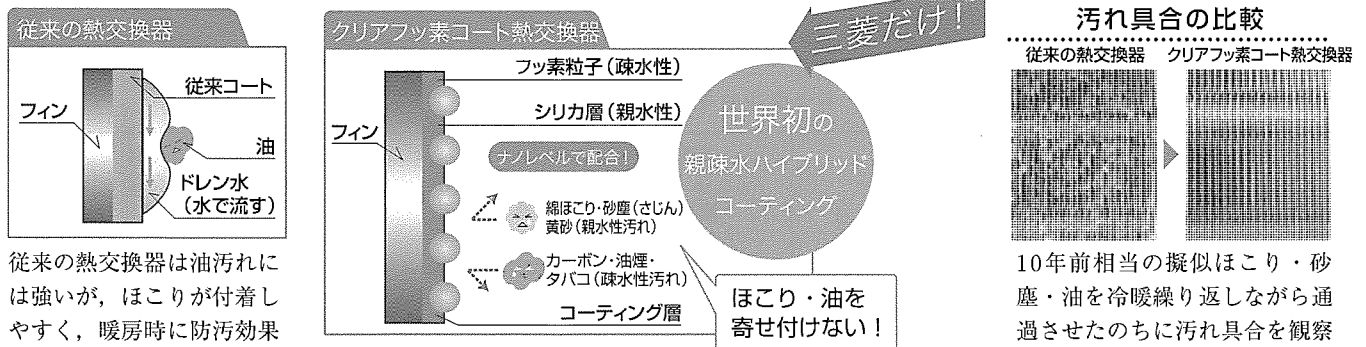 従来の熱交換器
従来コート
フィン
油
ドレン水
(水で流す)
従来の熱交換器は油汚れに
は強いが，ほこりが付着し
やすく，暖房時に防汚効果
クリアフッ素コート熱交換器
三菱だけ！
フッ素粒子(疎水性)
シリカ層(親水性)
フィン
ナノレベルで配合！
綿ほこり・砂塵(さじん)
黄砂(親水性汚れ)
カーボン・油煙・
タバコ(疎水性汚れ)
コーティング層
世界初の
親疎水ハイブリッド
コーティング
ほこり・油を
寄せ付けない！
汚れ具合の比較
従来の熱交換器
クリアフッ素コート熱交換器
10年前相当の擬似ほこり・砂
塵・油を冷暖繰り返しながら通
過させたのちに汚れ具合を観察